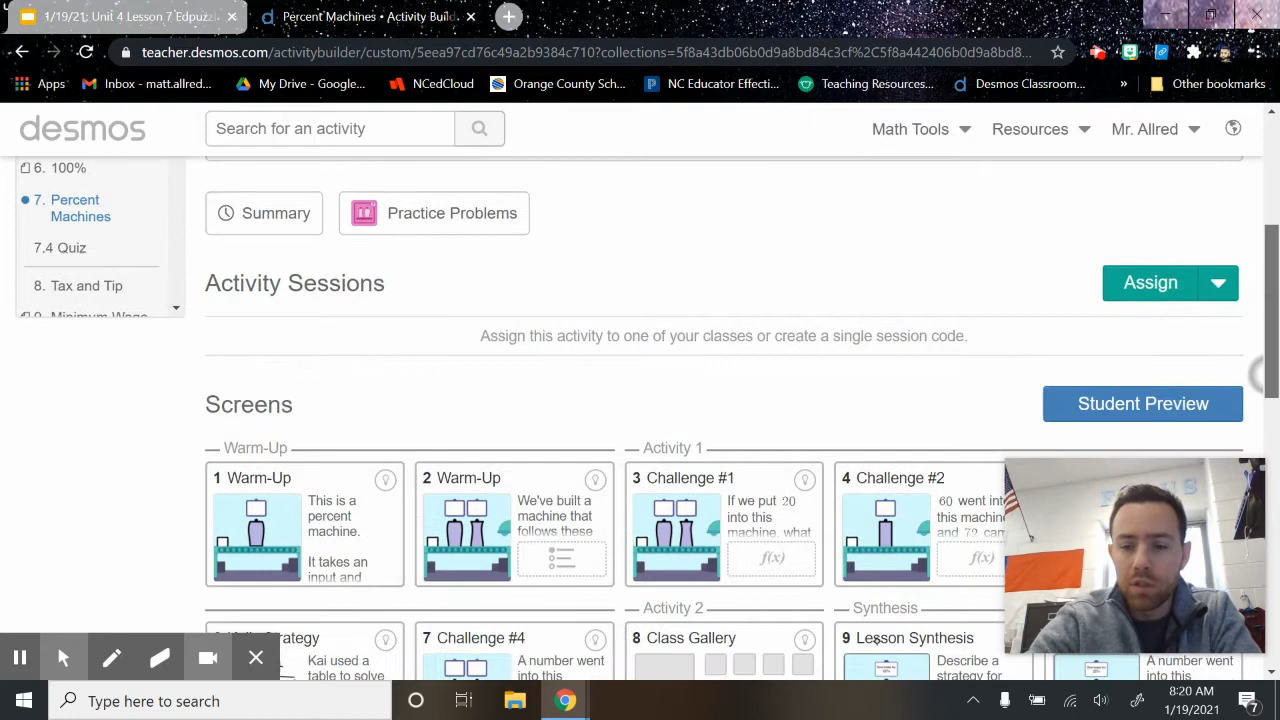 1/19/21: Unit 4 Lesson 7 Edpuzzl
Percent Machines • Activity Build
teacher.desmos.com/activitybuilder/custom/5eea97cd76c49a2b9384c710?collections=5f8a43db06b0d9a8bd84c3cf%2C5f8a442406b0d9a8bd8...
Apps
Inbox - matt.allred...
My Drive - Google...
NCedCloud
Orange County Sch...
NC Educator Effecti...
Teaching Resources...
Desmos Classroom...
»
Other bookmarks
desmos
Search for an activity
Math Tools
Resources
Mr. Allred
6. 100%
7. Percent
Machines
7.4 Quiz
8. Tax and Tip
9. Minimum Wage
Summary
Practice Problems
Activity Sessions
Assign
Assign this activity to one of your classes or create a single session code.
Screens
Student Preview
Warm-Up
Activity 1
1 Warm-Up
This is a
percent
machine.
It takes an
input and
2 Warm-Up
We've built a
machine that
follows these
3 Challenge #1
If we put 20
into this
machine, what
f(x)
4 Challenge #2
60 went into
this machine
and 72 cam
f(x)
Activity 2
Synthesis
Strategy
Kai used a
table to solve
7 Challenge #4
A number went
into this
8 Class Gallery
9 Lesson Synthesis
Describe a
strategy for
A number went
into this
Type here to search
8:20 AM
1/19/2021
7